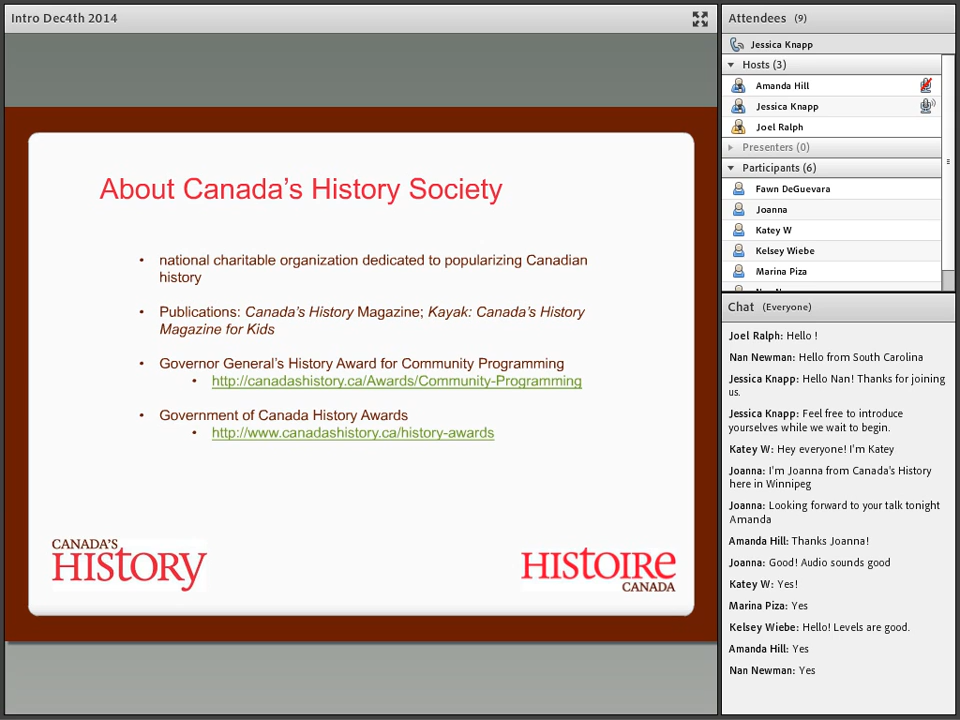 Intro Dec4th 2014
About Canada's History Society
• national charitable organization dedicated to popularizing Canadian
history
• Publications: Canada's History Magazine; Kayak: Canada's History
Magazine for Kids
• Governor General's History Award for Community Programming
• http://canadashistory.ca/Awards/Community-Programming
• Government of Canada History Awards
• http://www.canadashistory.ca/history-awards
CANADA'S
HISTORY
HISTOIRE
CANADA
Attendees (9)
Jessica Knapp
Hosts (3)
Amanda Hill
Jessica Knapp
Joel Ralph
Presenters (0)
Participants (6)
Fawn DeGuevara
Joanna
Katey W
Kelsey Wiebe
Marina Piza
Chat (Everyone)
Joel Ralph: Hello !
Nan Newman: Hello from South Carolina
Jessica Knapp: Hello Nan! Thanks for joining
us.
Jessica Knapp: Feel free to introduce
yourselves while we wait to begin.
Katey W: Hey everyone! I'm Katey
Joanna: I'm Joanna from Canada's History
here in Winnipeg
Joanna: Looking forward to your talk tonight
Amanda
Amanda Hill: Thanks Joanna!
Joanna: Good! Audio sounds good
Katey W: Yes!
Marina Piza: Yes
Kelsey Wiebe: Hello! Levels are good.
Amanda Hill: Yes
Nan Newman: Yes